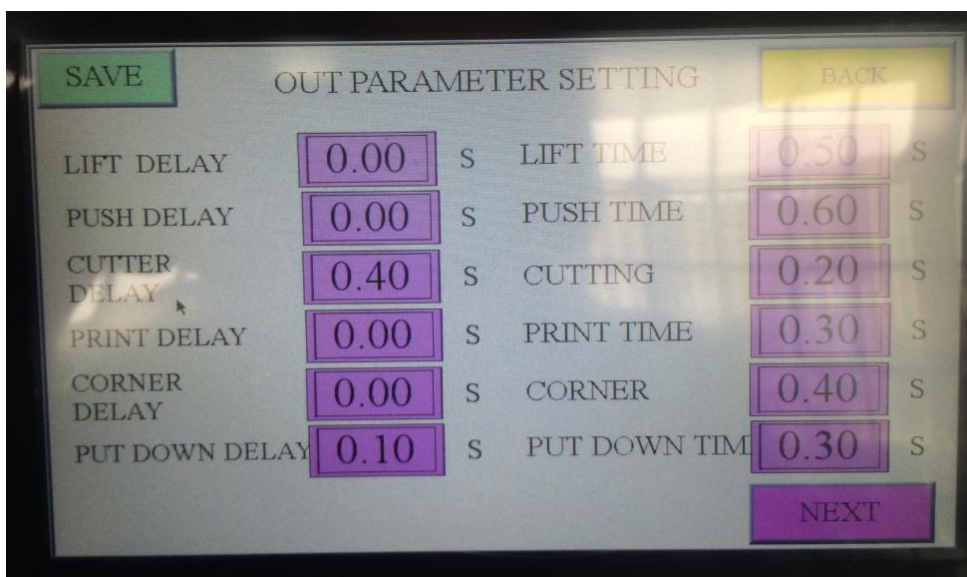 SAVE OUT PARAMETER SETTING BACK
LIFT DELAY 0.00 S LIFT TIME 0.50 S
PUSH DELAY 0.00 S PUSH TIME 0.60 S
CUTTER
DELAY 0.40 S CUTTING 0.20 S
PRINT DELAY 0.00 S PRINT TIME 0.30 S
CORNER
DELAY 0.00 S CORNER 0.40 S
PUT DOWN DELAY 0.10 S PUT DOWN TIM 0.30 S
NEXT